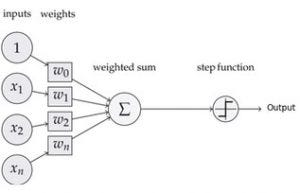 inputs weights
1
w0
weighted sum
step function
x1
w1
Σ
Output
x2
w2
wn
xn